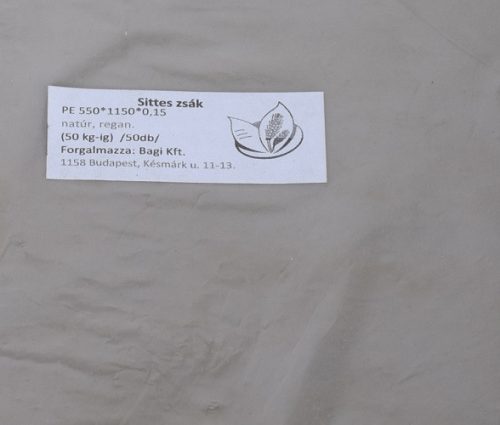 Sittes zsák
PE 550*1150*0,15
natúr, regan.
(50 kg-ig) /50db/
Forgalmazza: Bagi Kft.
1158 Budapest, Késmárk u. 11-13.